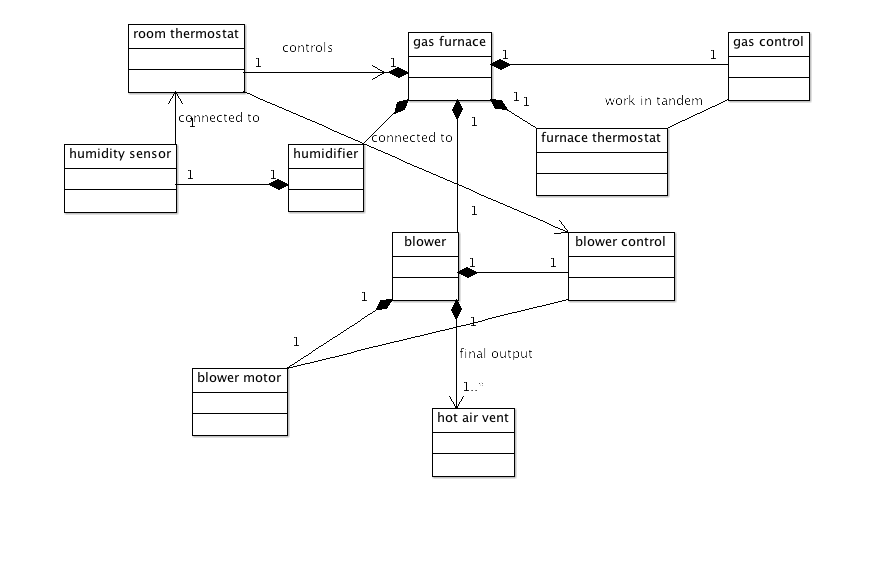 room thermostat
gas furnace
gas control
controls
1
1
1
1
1
1
work in tandem
connected to
1
1
connected to
furnace thermostat
humidity sensor
humidifier
1
1
1
blower
blower control
1
1
1
1
1
final output
blower motor
1..*
hot air vent